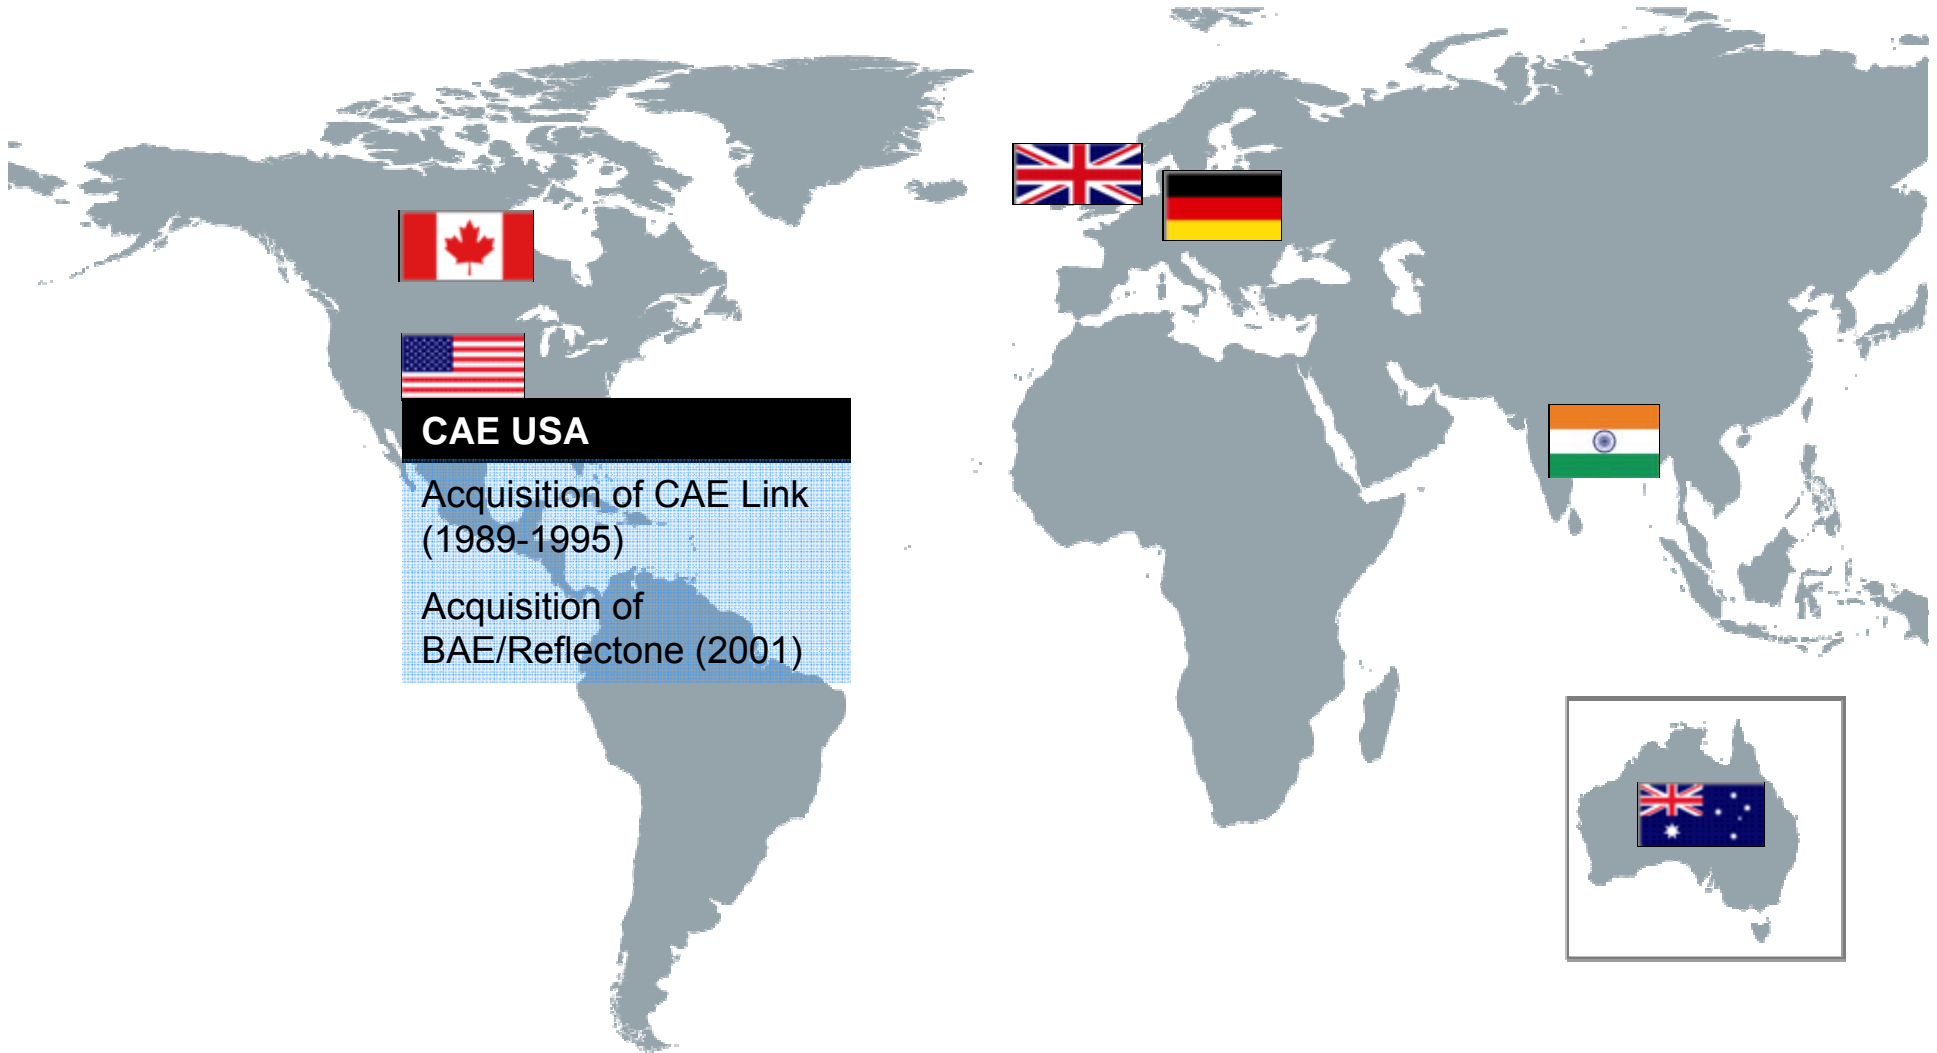 CAE USA
Acquisition of CAE Link
(1989-1995)
Acquisition of
BAE/Reflectone (2001)